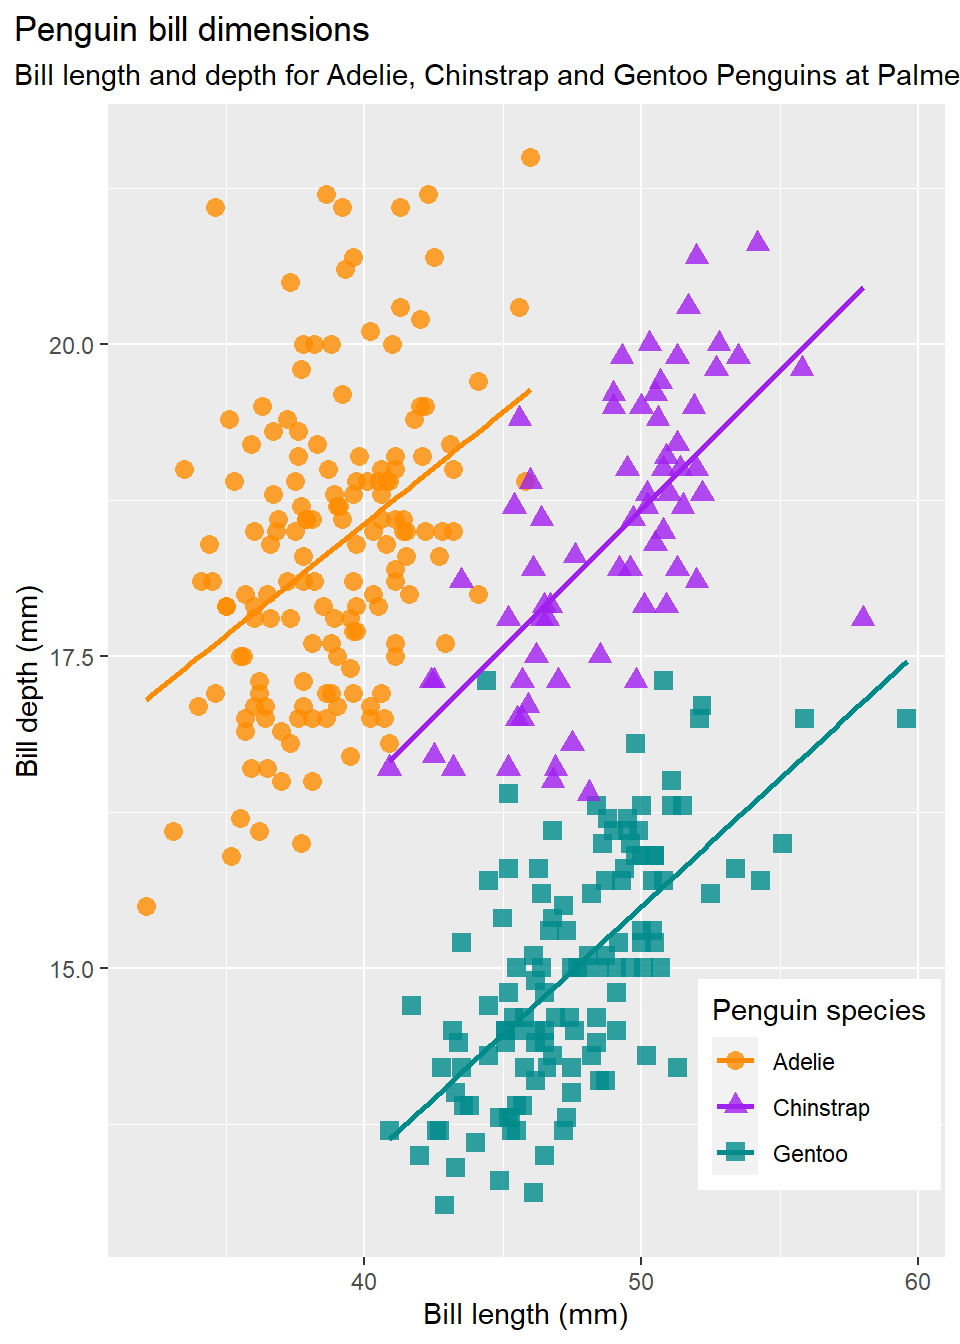 Penguin bill dimensions
Bill length and depth for Adelie, Chinstrap and Gentoo Penguins at Palme
20.0
17.5
15.0
Bill depth (mm)
Penguin species
Adelie
Chinstrap
Gentoo
40
50
60
Bill length (mm)